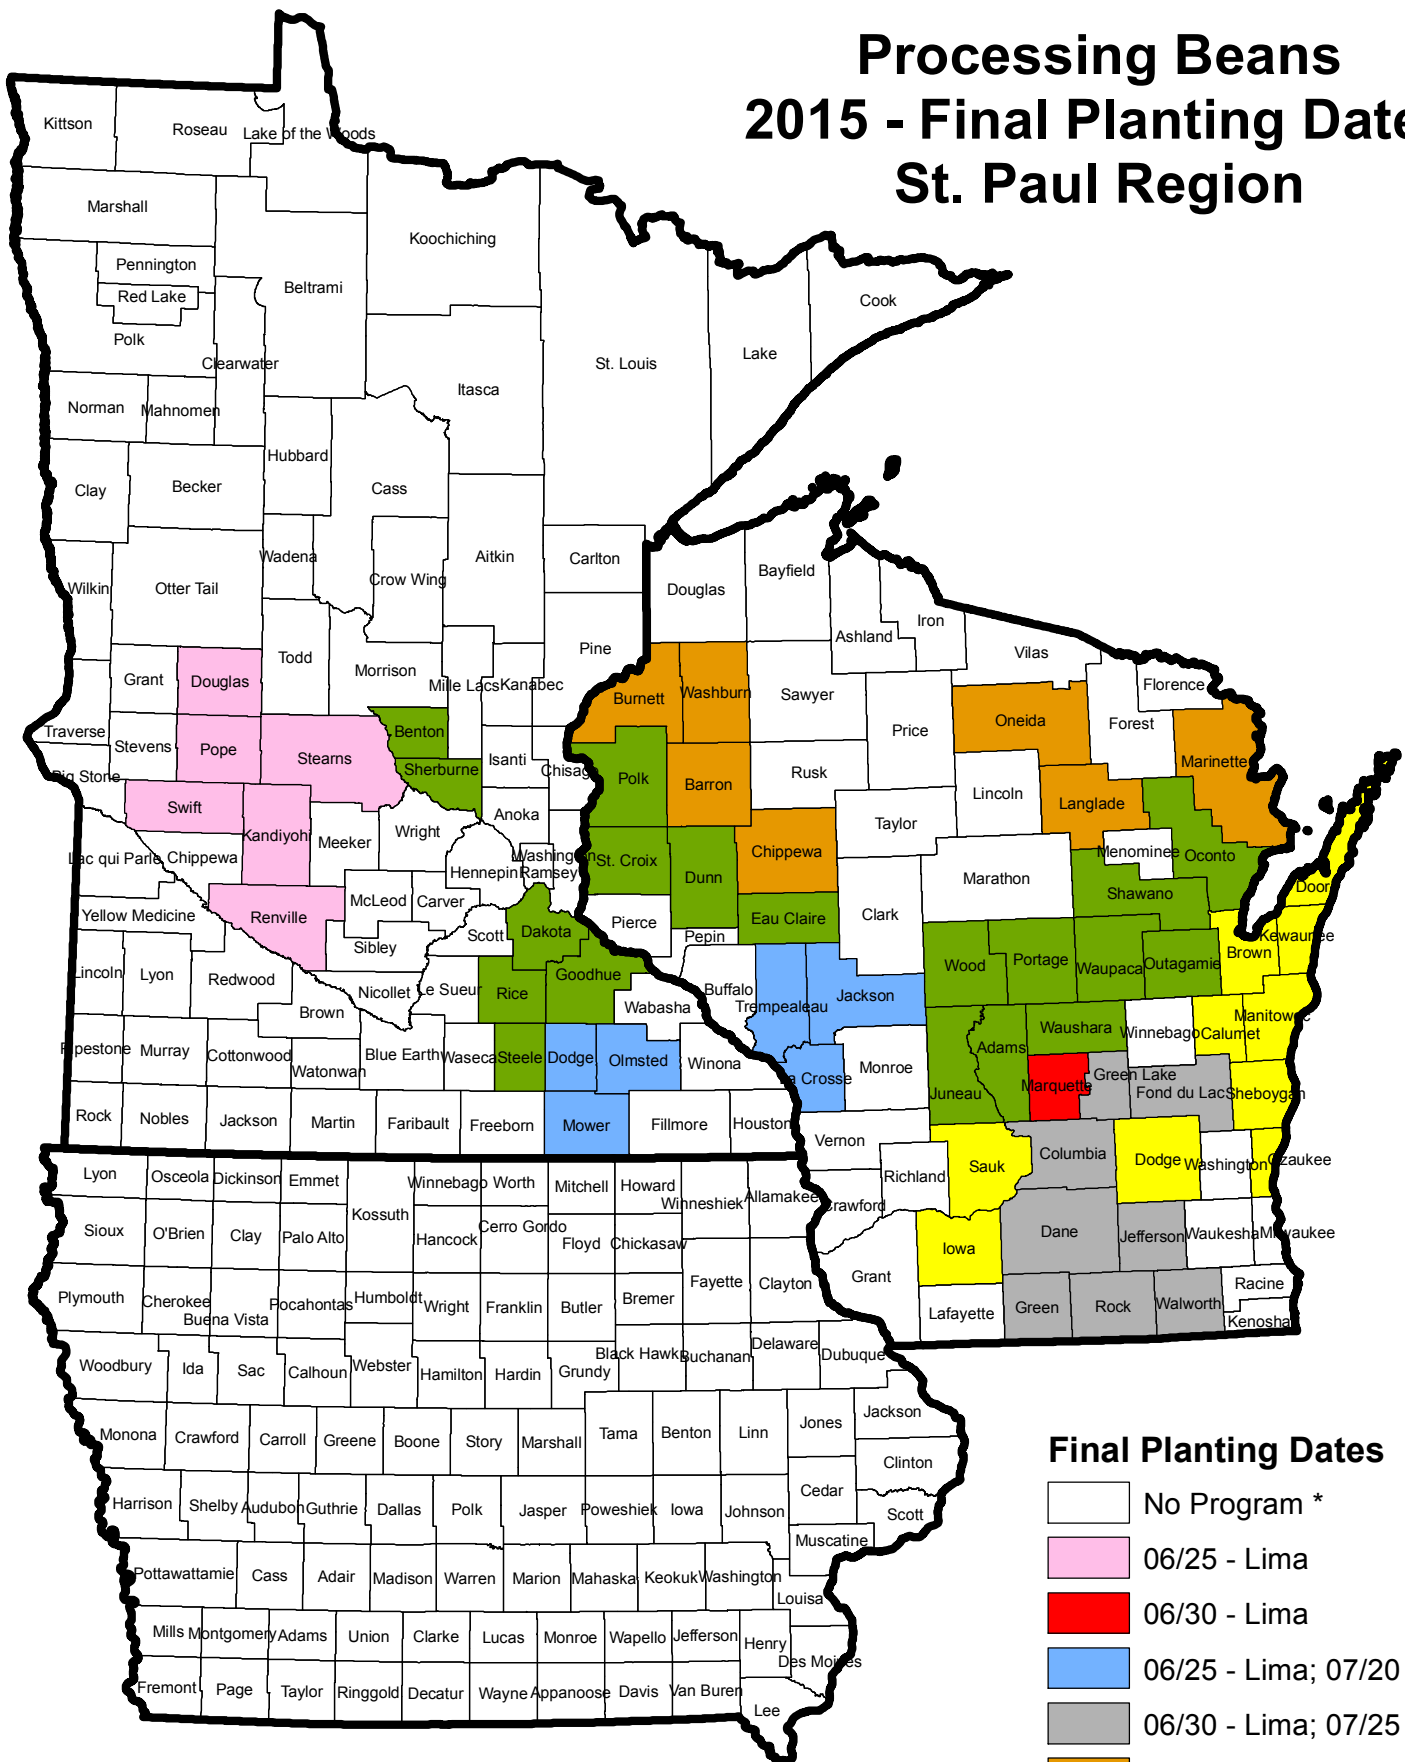 Processing Beans
2015 - Final Planting Date
St. Paul Region
Kittson
Roseau
Lake of the Woods
Marshall
Koochiching
Pennington
Beltrami
Red Lake
Cook
Polk
Clearwater
St. Louis
Lake
Itasca
Norman
Mahnomen
Hubbard
Clay
Becker
Cass
Wadena
Aitkin
Carlton
Crow Wing
Wilkin
Otter Tail
Douglas
Bayfield
Iron
Ashland
Pine
Todd
Morrison
Vilas
Grant
Douglas
Mille Lacs
Kanabec
Burnett
Washburn
Sawyer
Florence
Oneida
Forest
Price
Traverse
Stevens
Pope
Stearns
Benton
Isanti
Chisago
Marinette
Big Stone
Sherburne
Polk
Barron
Rusk
Lincoln
Langlade
Swift
Kandiyohi
Meeker
Wright
Anoka
Taylor
Lac qui Parle
Chippewa
Hennepin
Washington
Ramsey
St. Croix
Dunn
Chippewa
Marathon
Menominee
Oconto
Shawano
Door
Yellow Medicine
Renville
McLeod
Carver
Scott
Dakota
Pierce
Eau Claire
Clark
Sibley
Pepin
Wood
Portage
Waupaca
Outagamie
Brown
Kewaunee
Lincoln
Lyon
Redwood
Nicollet
Le Sueur
Rice
Goodhue
Wabasha
Buffalo
Trempealeau
Jackson
Brown
Waushara
Winnebago
Calumet
Manitowoc
Pipestone
Murray
Cottonwood
Watonwan
Blue Earth
Waseca
Steele
Dodge
Olmsted
Winona
La Crosse
Monroe
Juneau
Adams
Marquette
Green Lake
Fond du Lac
Sheboygan
Rock
Nobles
Jackson
Martin
Faribault
Freeborn
Mower
Fillmore
Houston
Vernon
Richland
Sauk
Columbia
Dodge
Washington
Ozaukee
Lyon
Osceola
Dickinson
Emmet
Winnebago
Worth
Mitchell
Howard
Winneshiek
Allamakee
Crawford
Kossuth
Sioux
O'Brien
Clay
Palo Alto
Hancock
Cerro Gordo
Floyd
Chickasaw
Iowa
Dane
Jefferson
Waukesha
Milwaukee
Grant
Fayette
Clayton
Plymouth
Cherokee
Buena Vista
Pocahontas
Humboldt
Wright
Franklin
Butler
Bremer
Lafayette
Green
Rock
Walworth
Racine
Kenosha
Woodbury
Ida
Sac
Calhoun
Webster
Hamilton
Hardin
Grundy
Black Hawk
Buchanan
Delaware
Dubuque
Monona
Crawford
Carroll
Greene
Boone
Story
Marshall
Tama
Benton
Linn
Jones
Jackson
Clinton
Harrison
Shelby
Audubon
Guthrie
Dallas
Polk
Jasper
Poweshiek
Iowa
Johnson
Cedar
Scott
Muscatine
Pottawattamie
Cass
Adair
Madison
Warren
Marion
Mahaska
Keokuk
Washington
Louisa
Mills
Montgomery
Adams
Union
Clarke
Lucas
Monroe
Wapello
Jefferson
Henry
Des Moines
Fremont
Page
Taylor
Ringgold
Decatur
Wayne
Appanoose
Davis
Van Buren
Lee
Final Planting Dates
No Program *
06/25 - Lima
06/30 - Lima
06/25 - Lima; 07/20
06/30 - Lima; 07/25